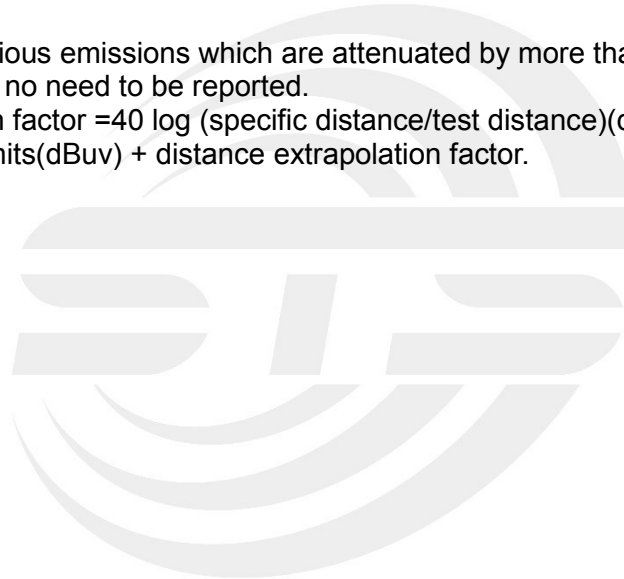 ious emissions which are attenuated by more tha
no need to be reported.
n factor =40 log (specific distance/test distance)(
nits(dBuv) + distance extrapolation factor.
STS